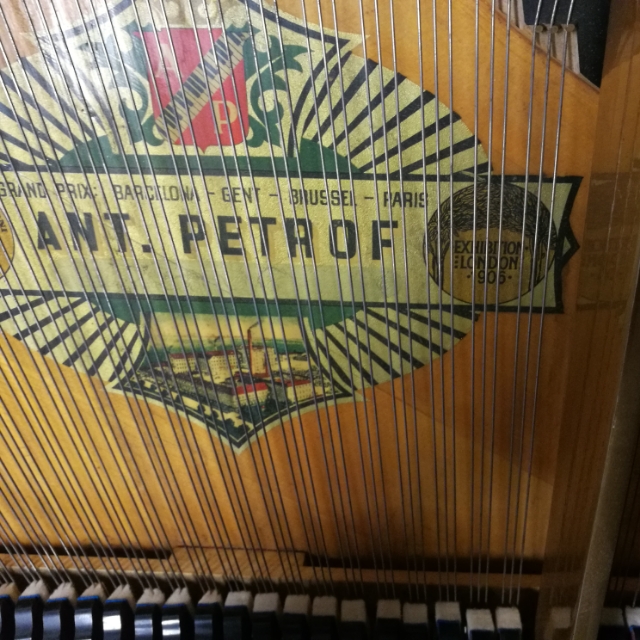 A
P
GRAND PRIX: BARCELONA - GENT - BRUSSEL - PARIS
ANT. PETROF
EXHIBITION
LONDON
1906